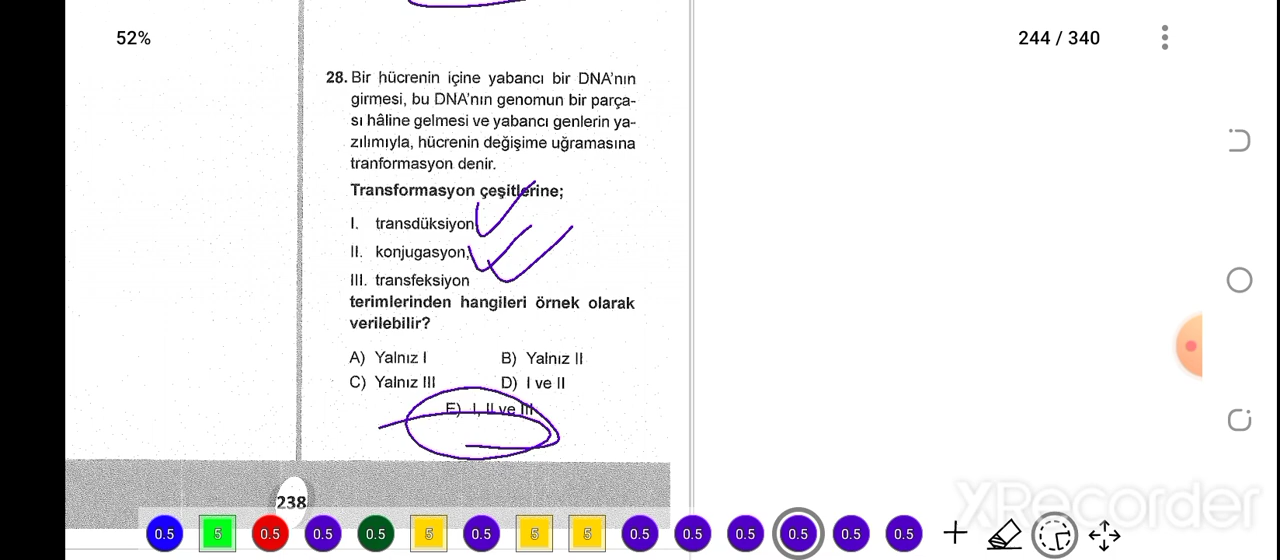 52%
244 / 340
28. Bir hücrenin içine yabancı bir DNA'nın
girmesi, bu DNA'nın genomun bir parça-
sı hâline gelmesi ve yabancı genlerin ya-
zılımıyla, hücrenin değişime uğramasına
tranformasyon denir.
Transformasyon çeşitlerine;
I. transdüksiyon,
II. konjugasyon,
III. transfeksiyon
terimlerinden hangileri örnek olarak
verilebilir?
A) Yalnız I B) Yalnız II
C) Yalnız III D) I ve II
E) I, II ve III
238
0.5 5 0.5 0.5 0.5 5 0.5 5 5 0.5 0.5 0.5 0.5 0.5 0.5
XRecorder